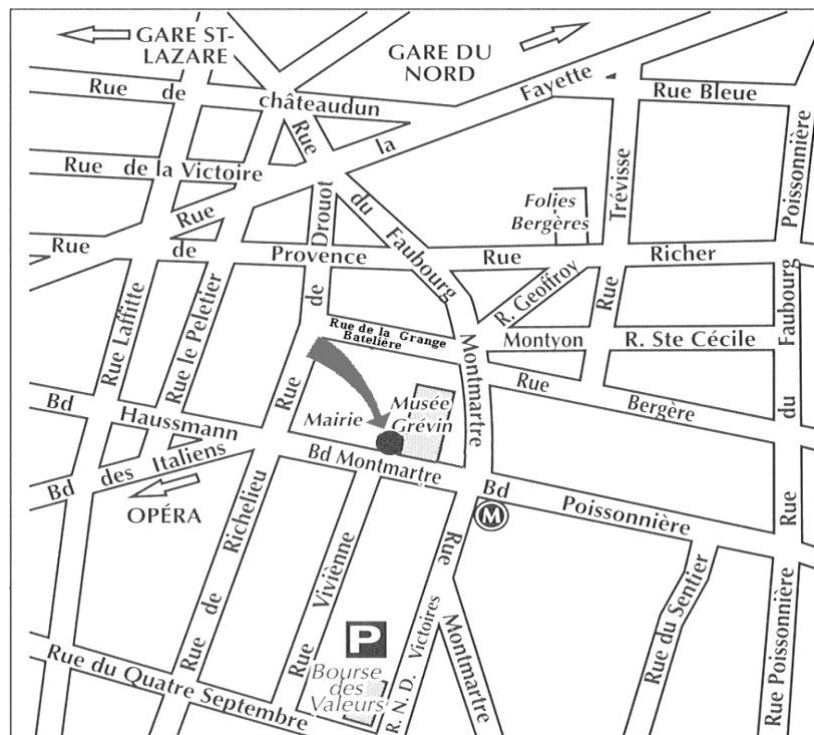 GARE ST-
LAZARE
GARE DU
NORD
Rue de châteaudun
Rue Bleue
Rue de la Victoire
Rue la Fayette
Rue du Faubourg Montmartre
Rue Drouot de
Folies
Bergères
Rue Trévisse
Rue du Faubourg Poissonnière
Rue de Provence
Rue Richer
R. Geoffroy
Rue Laffitte
Rue le Peletier
Rue de la Grange
Batelière
Montyon
R. Ste Cécile
Rue Bergère
Bd Haussmann
Mairie
Musée
Grévin
Bd des Italiens
Bd Montmartre
OPÉRA
Bd Poissonnière
M
Rue de Richelieu
Rue Vivienne
Rue Montmartre
R. N. D. Victoires
Rue du Sentier
Rue Poissonnière
P
Bourse
des
Valeurs
Rue du Quatre Septembre